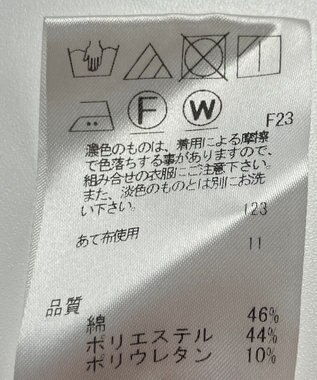 F W
F23
濃色のものは、着用による摩擦
で色落ちする事がありますので、
組み合せの衣服にご注意下さい。
また、淡色のものとは別にお洗
い下さい。
123
あて布使用
11
品質
綿 46%
ポリエステル 44%
ポリウレタン 10%